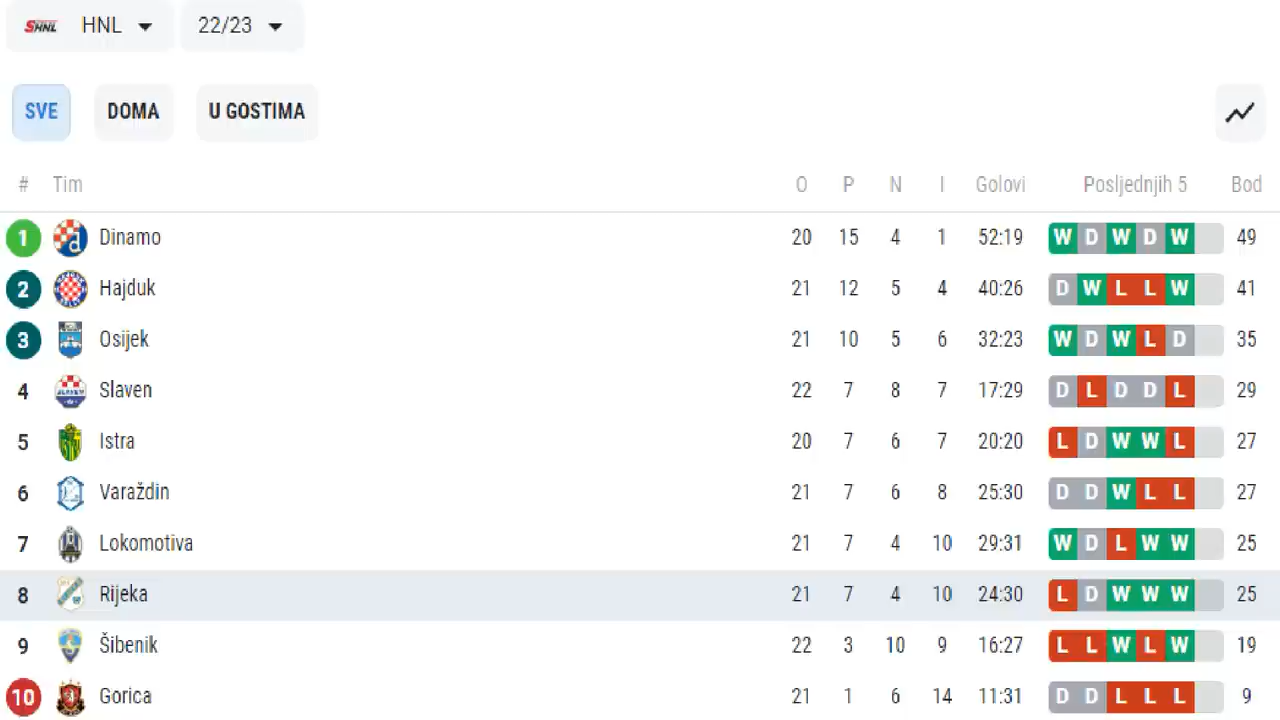 SHNL HNL 22/23
SVE DOMA U GOSTIMA
# Tim O P N I Golovi Posljednjih 5 Bod
1 Dinamo 20 15 4 1 52:19 W D W D W 49
2 Hajduk 21 12 5 4 40:26 D W L L W 41
3 Osijek 21 10 5 6 32:23 W D W L D 35
4 Slaven 22 7 8 7 17:29 D L D D L 29
5 Istra 20 7 6 7 20:20 L D W W L 27
6 Varaždin 21 7 6 8 25:30 D D W L L 27
7 Lokomotiva 21 7 4 10 29:31 W D L W W 25
8 Rijeka 21 7 4 10 24:30 L D W W W 25
9 Šibenik 22 3 10 9 16:27 L L W L W 19
10 Gorica 21 1 6 14 11:31 D D L L L 9